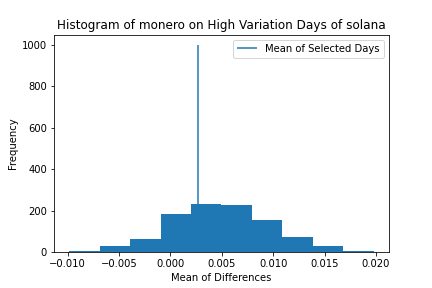 Histogram of monero on High Variation Days of solana
Mean of Selected Days
Frequency
1000
800
600
400
200
0
−0.010 −0.005 0.000 0.005 0.010 0.015 0.020
Mean of Differences